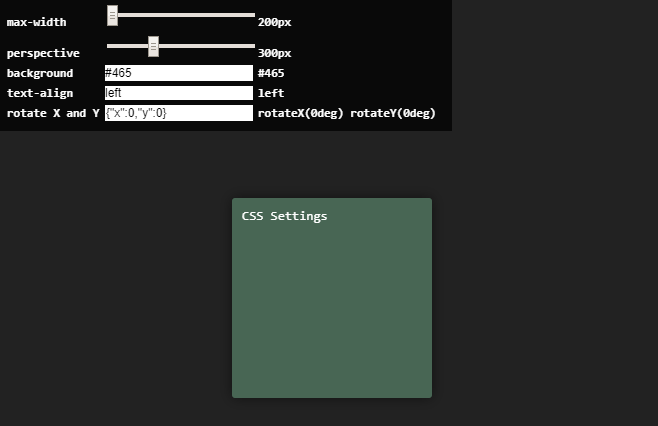 max-width 200px
perspective 300px
background #465 #465
text-align left left
rotate X and Y {"x":0,"y":0} rotateX(0deg) rotateY(0deg)
CSS Settings